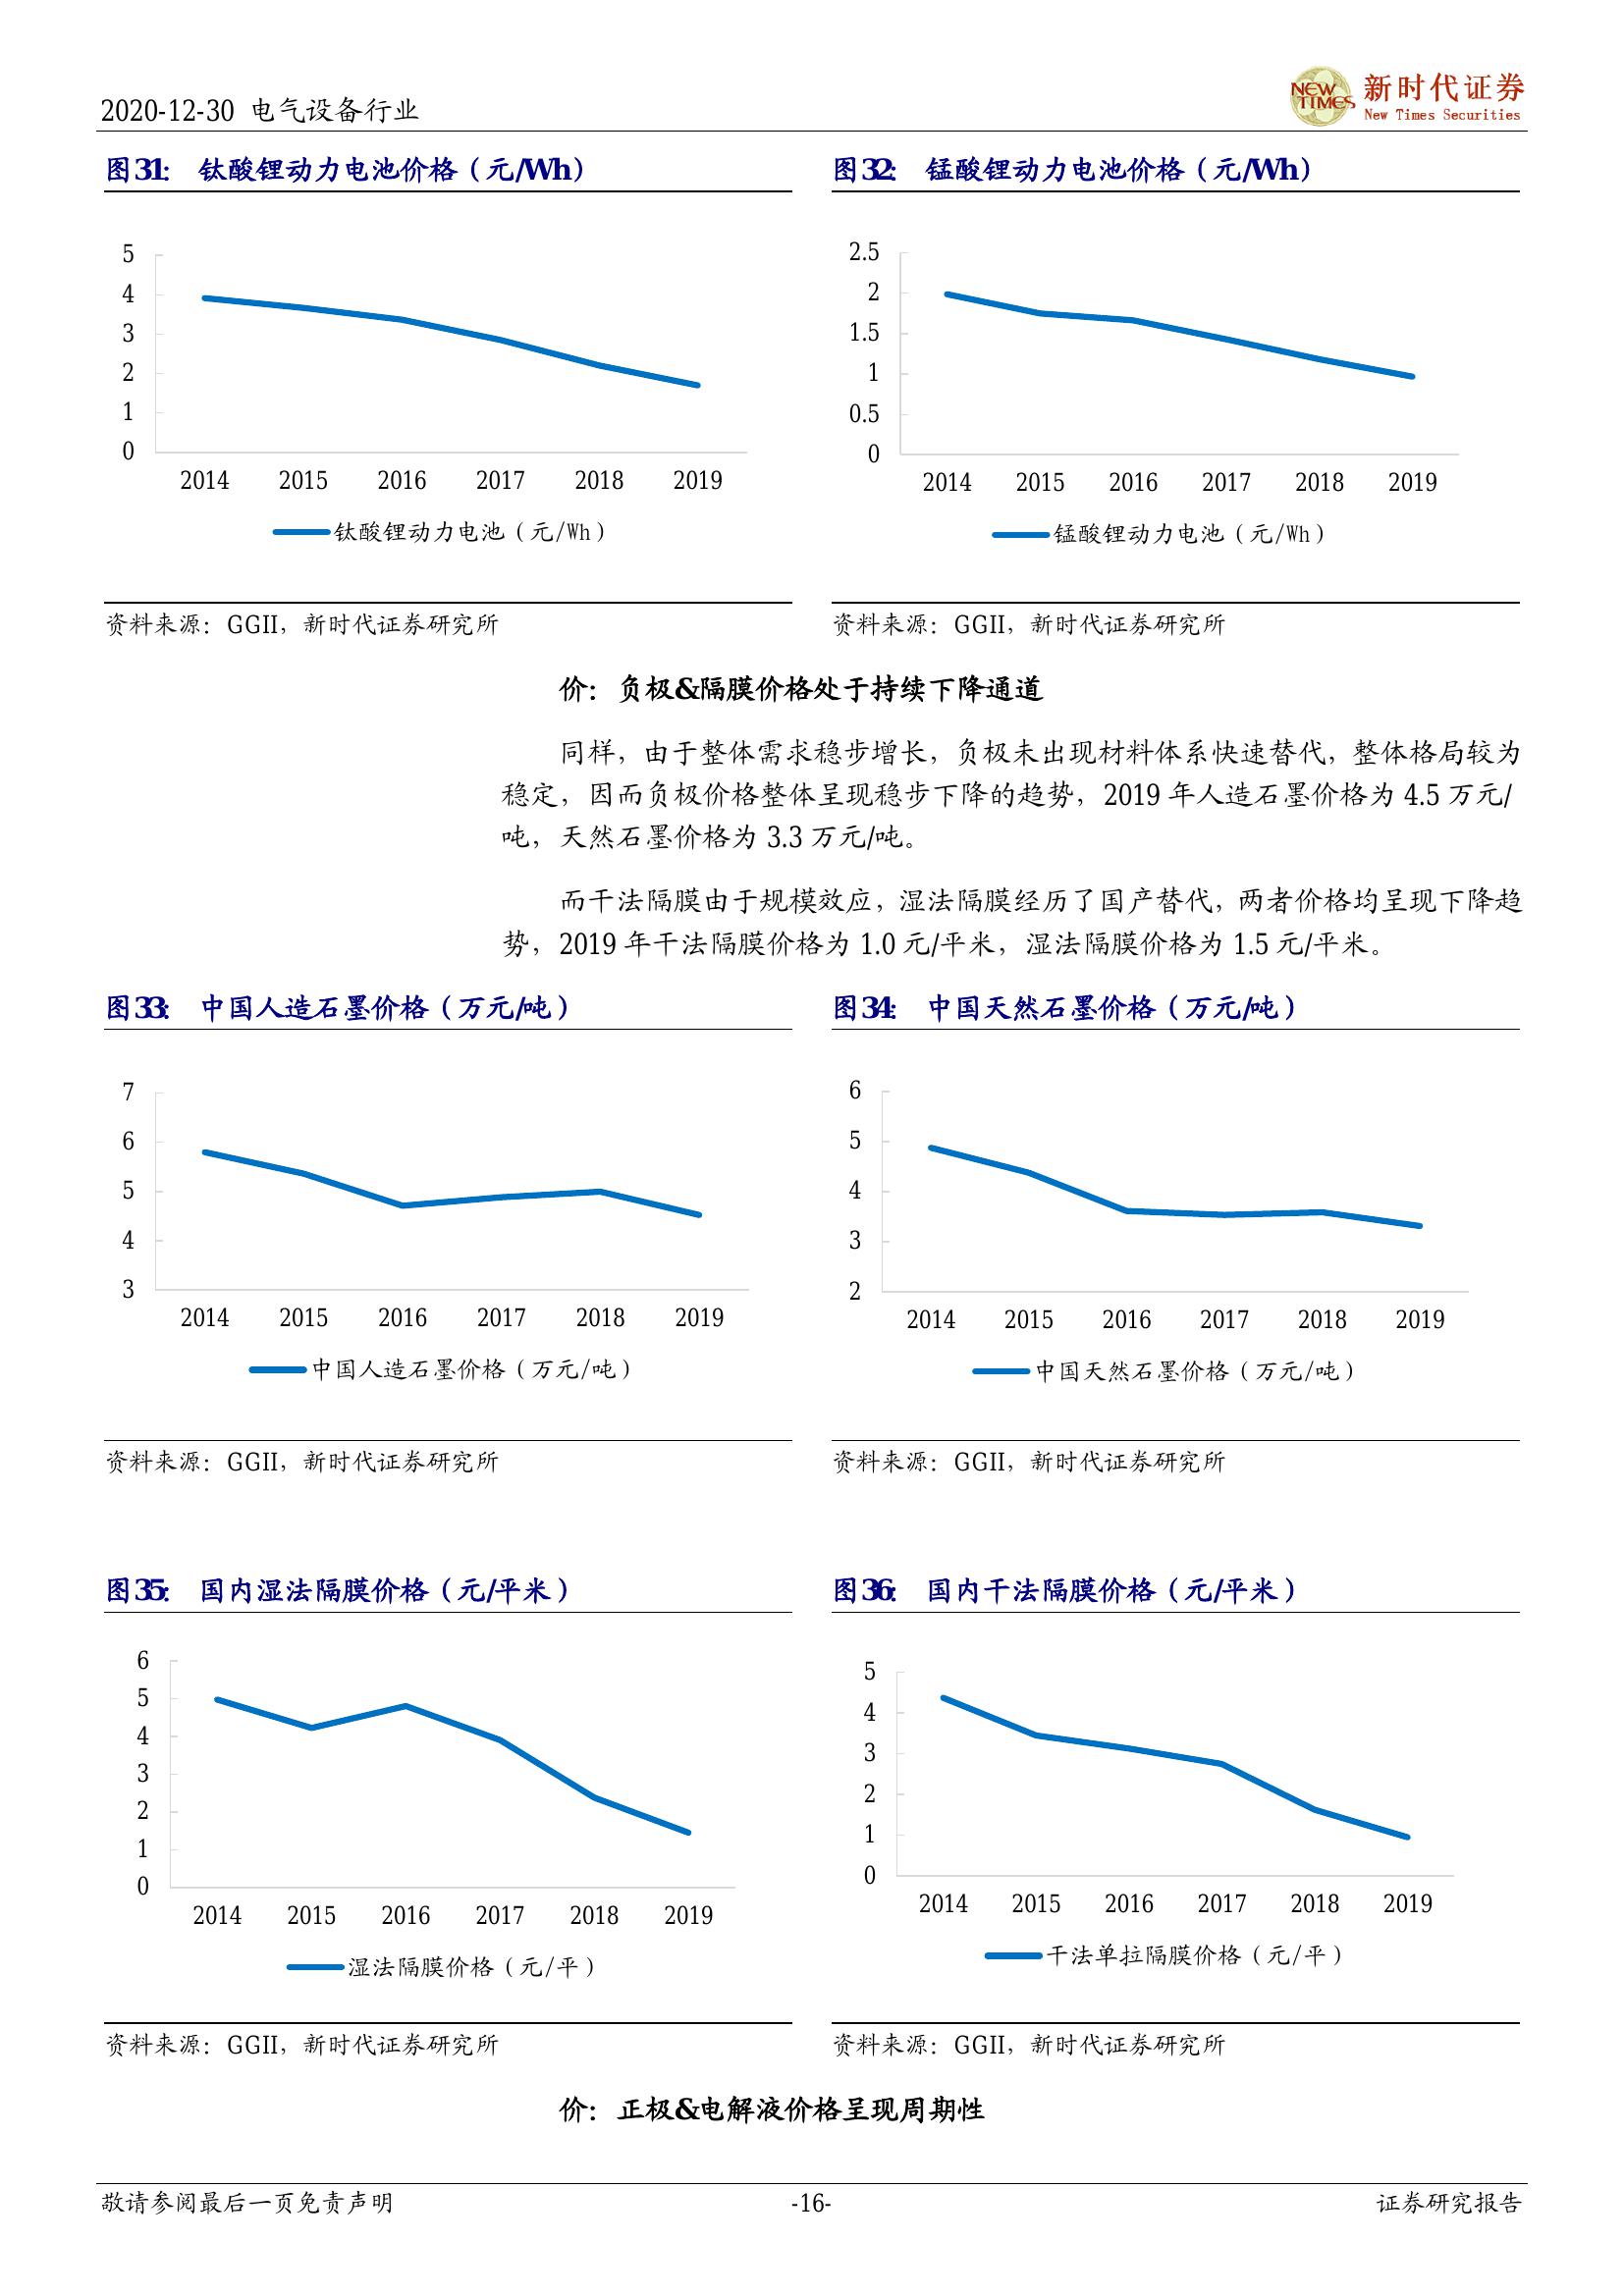 2020-12-30 电气设备行业
NEW TIMES
新时代证券
New Times Securities
图31: 钛酸锂动力电池价格（元/Wh）
5
4
3
2
1
0
2014 2015 2016 2017 2018 2019
钛酸锂动力电池（元/Wh）
资料来源：GGII，新时代证券研究所
图32: 锰酸锂动力电池价格（元/Wh）
2.5
2
1.5
1
0.5
0
2014 2015 2016 2017 2018 2019
锰酸锂动力电池（元/Wh）
资料来源：GGII，新时代证券研究所
价：负极&隔膜价格处于持续下降通道
同样，由于整体需求稳步增长，负极未出现材料体系快速替代，整体格局较为
稳定，因而负极价格整体呈现稳步下降的趋势，2019 年人造石墨价格为 4.5 万元/
吨，天然石墨价格为 3.3 万元/吨。
而干法隔膜由于规模效应，湿法隔膜经历了国产替代，两者价格均呈现下降趋
势，2019 年干法隔膜价格为 1.0 元/平米，湿法隔膜价格为 1.5 元/平米。
图33: 中国人造石墨价格（万元/吨）
7
6
5
4
3
2014 2015 2016 2017 2018 2019
中国人造石墨价格（万元/吨）
资料来源：GGII，新时代证券研究所
图34: 中国天然石墨价格（万元/吨）
6
5
4
3
2
2014 2015 2016 2017 2018 2019
中国天然石墨价格（万元/吨）
资料来源：GGII，新时代证券研究所
图35: 国内湿法隔膜价格（元/平米）
6
5
4
3
2
1
0
2014 2015 2016 2017 2018 2019
湿法隔膜价格（元/平）
资料来源：GGII，新时代证券研究所
图36: 国内干法隔膜价格（元/平米）
5
4
3
2
1
0
2014 2015 2016 2017 2018 2019
干法单拉隔膜价格（元/平）
资料来源：GGII，新时代证券研究所
价：正极&电解液价格呈现周期性
敬请参阅最后一页免责声明
-16-
证券研究报告